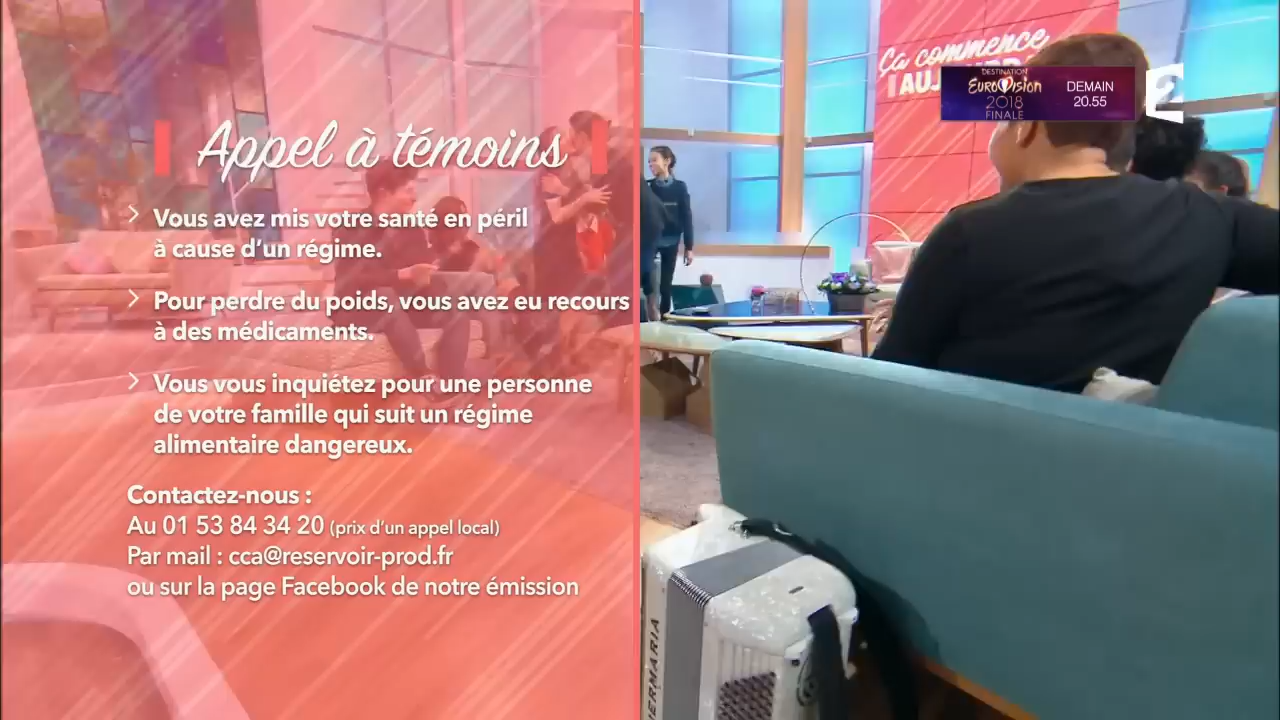 Appel à témoins
Vous avez mis votre santé en péril
à cause d'un régime.
Pour perdre du poids, vous avez eu recours
à des médicaments.
Vous vous inquiétez pour une personne
de votre famille qui suit un régime
alimentaire dangereux.
Contactez-nous :
Au 01 53 84 34 20 (prix d'un appel local)
Par mail : cca@reservoir-prod.fr
ou sur la page Facebook de notre émission
Ça commence
DESTINATION
EUROVISION
2018
FINALE
DEMAIN
20.55
2